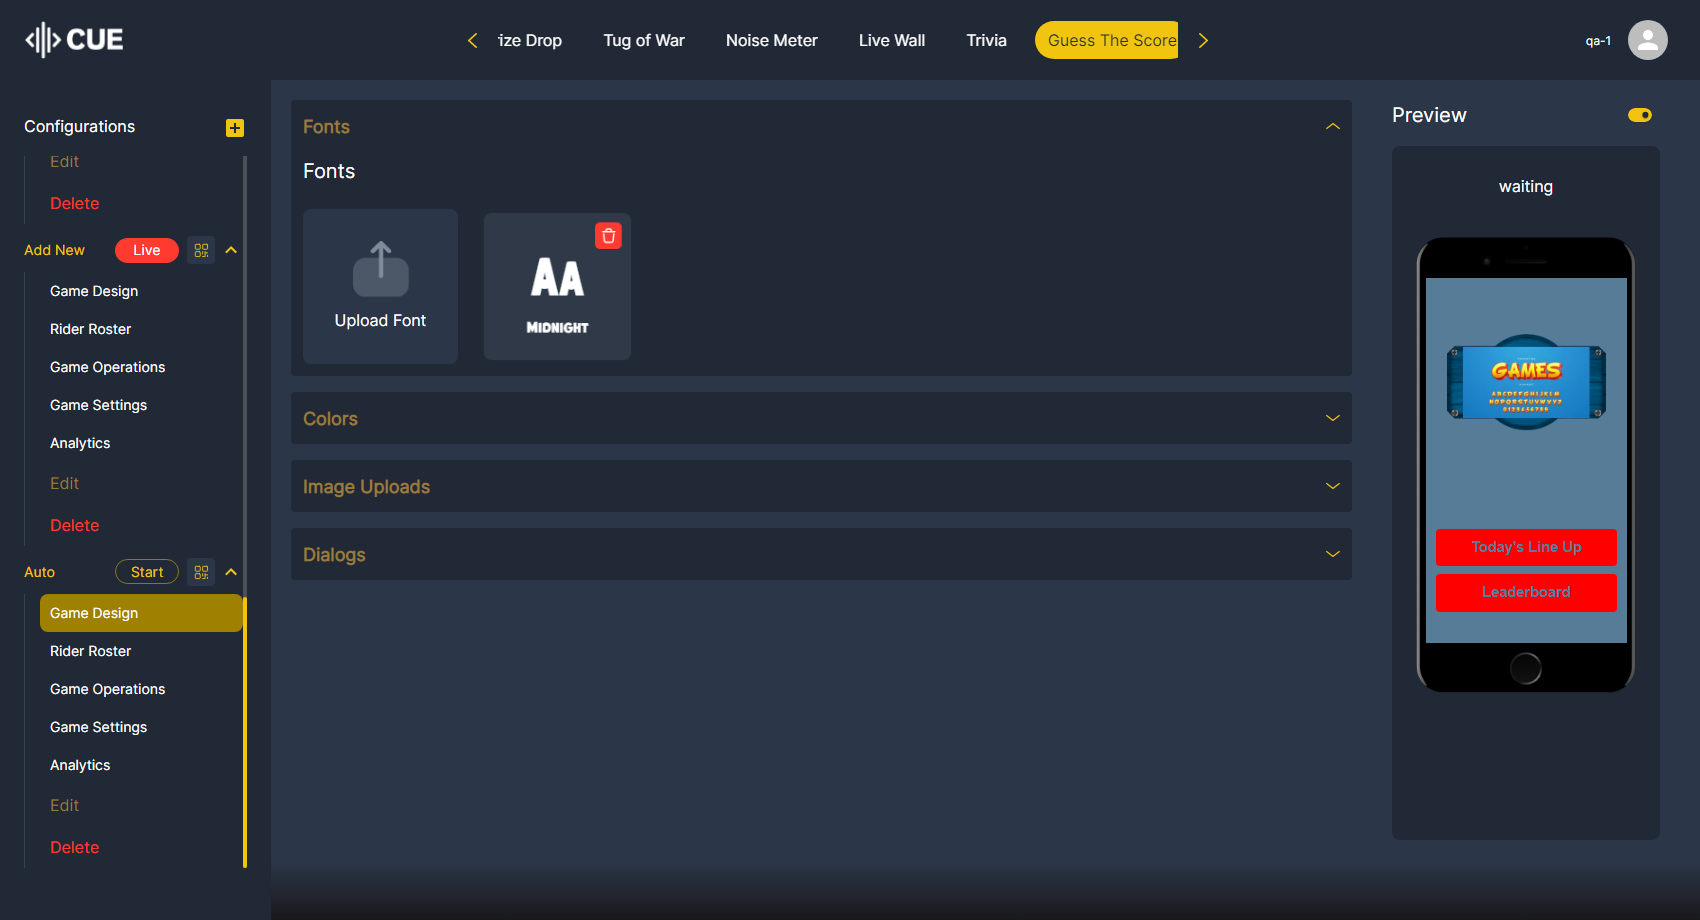 CUE
ize Drop
Tug of War
Noise Meter
Live Wall
Trivia
Guess The Score
qa-1
Configurations
Edit
Delete
Add New
Live
Game Design
Rider Roster
Game Operations
Game Settings
Analytics
Edit
Delete
Auto
Start
Game Design
Rider Roster
Game Operations
Game Settings
Analytics
Edit
Delete
Fonts
Fonts
Upload Font
AA
MIDNIGHT
Colors
Image Uploads
Dialogs
Preview
waiting
GAMES
ABCDEFGHIJKLM
NOPQRSTUVWXYZ
Today's Line Up
Leaderboard